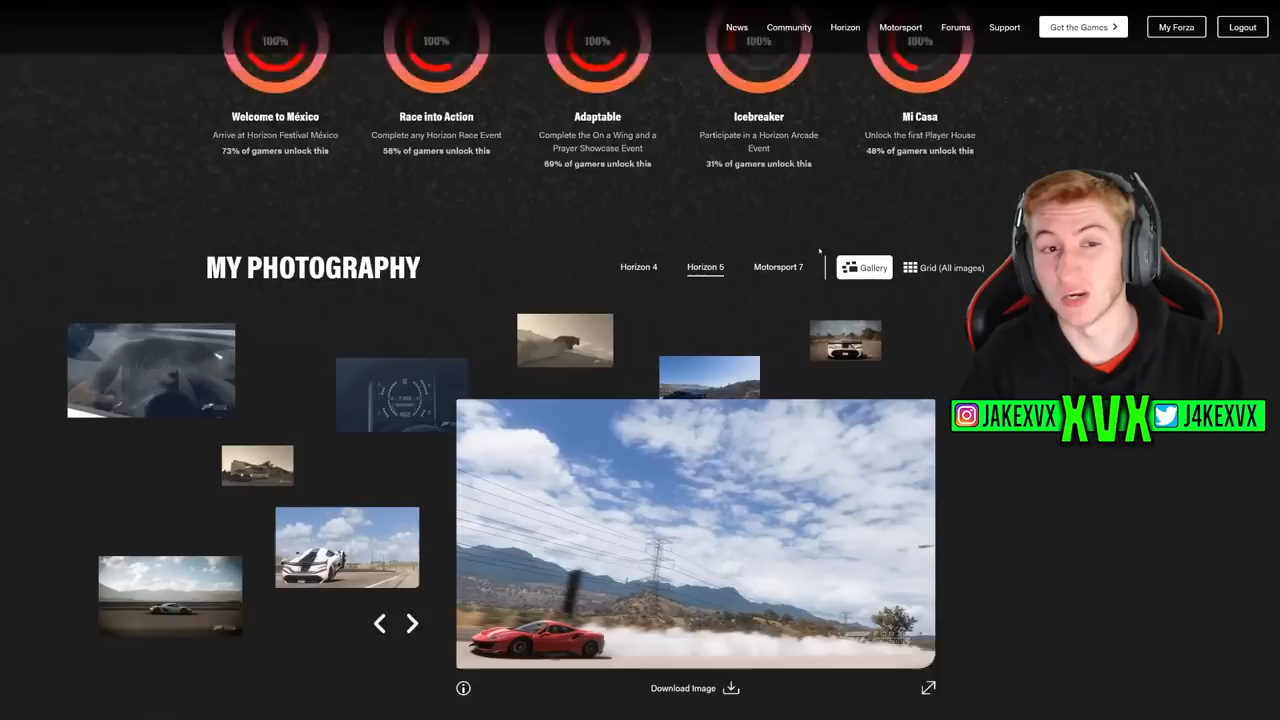 News Community Horizon Motorsport Forums Support Get the Games My Forza Logout
100% 100% 100% 100% 100%
Welcome to México
Arrive at Horizon Festival México
73% of gamers unlock this
Race into Action
Complete any Horizon Race Event
58% of gamers unlock this
Adaptable
Complete the On a Wing and a
Prayer Showcase Event
69% of gamers unlock this
Icebreaker
Participate in a Horizon Arcade
Event
31% of gamers unlock this
Mi Casa
Unlock the first Player House
48% of gamers unlock this
MY PHOTOGRAPHY
Horizon 4 Horizon 5 Motorsport 7 Gallery Grid (All images)
JAKEXVX XVX J4KEXVX
Download Image